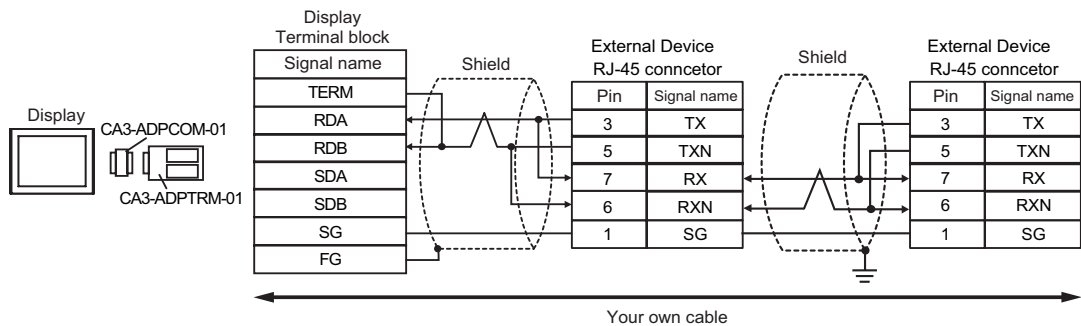 Display
CA3-ADPCOM-01
CA3-ADPTRM-01
Display
Terminal block
Signal name
TERM
RDA
RDB
SDA
SDB
SG
FG
Shield
External Device
RJ-45 conncetor
Pin Signal name
3 TX
5 TXN
7 RX
6 RXN
1 SG
Shield
External Device
RJ-45 conncetor
Pin Signal name
3 TX
5 TXN
7 RX
6 RXN
1 SG
Your own cable